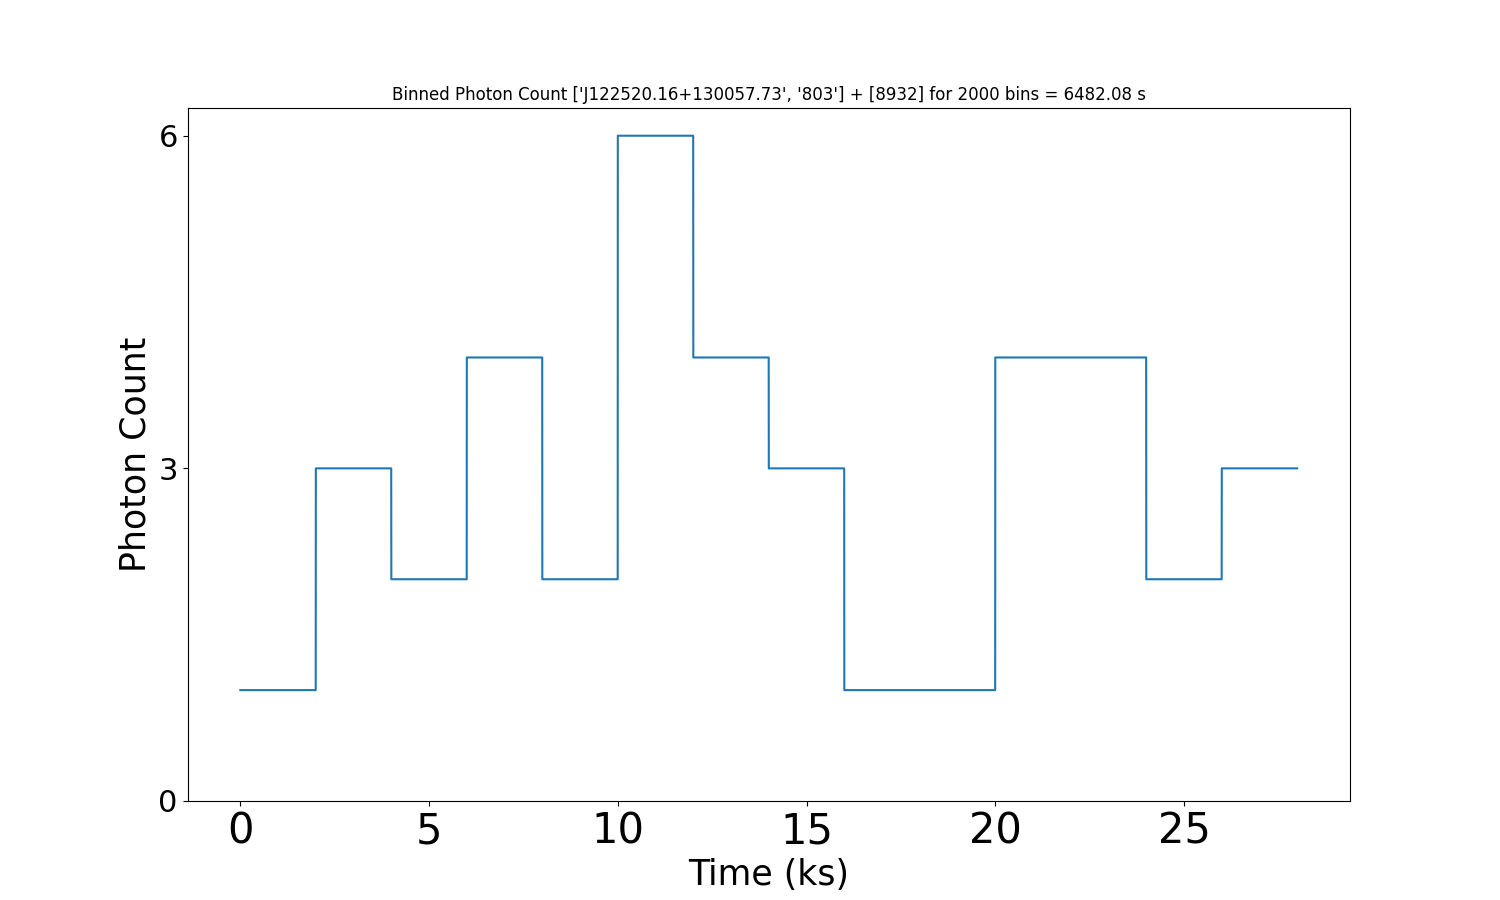 Binned Photon Count ['J122520.16+130057.73', '803'] + [8932] for 2000 bins = 6482.08 s
6
3
0
Photon Count
0 5 10 15 20 25
Time (ks)